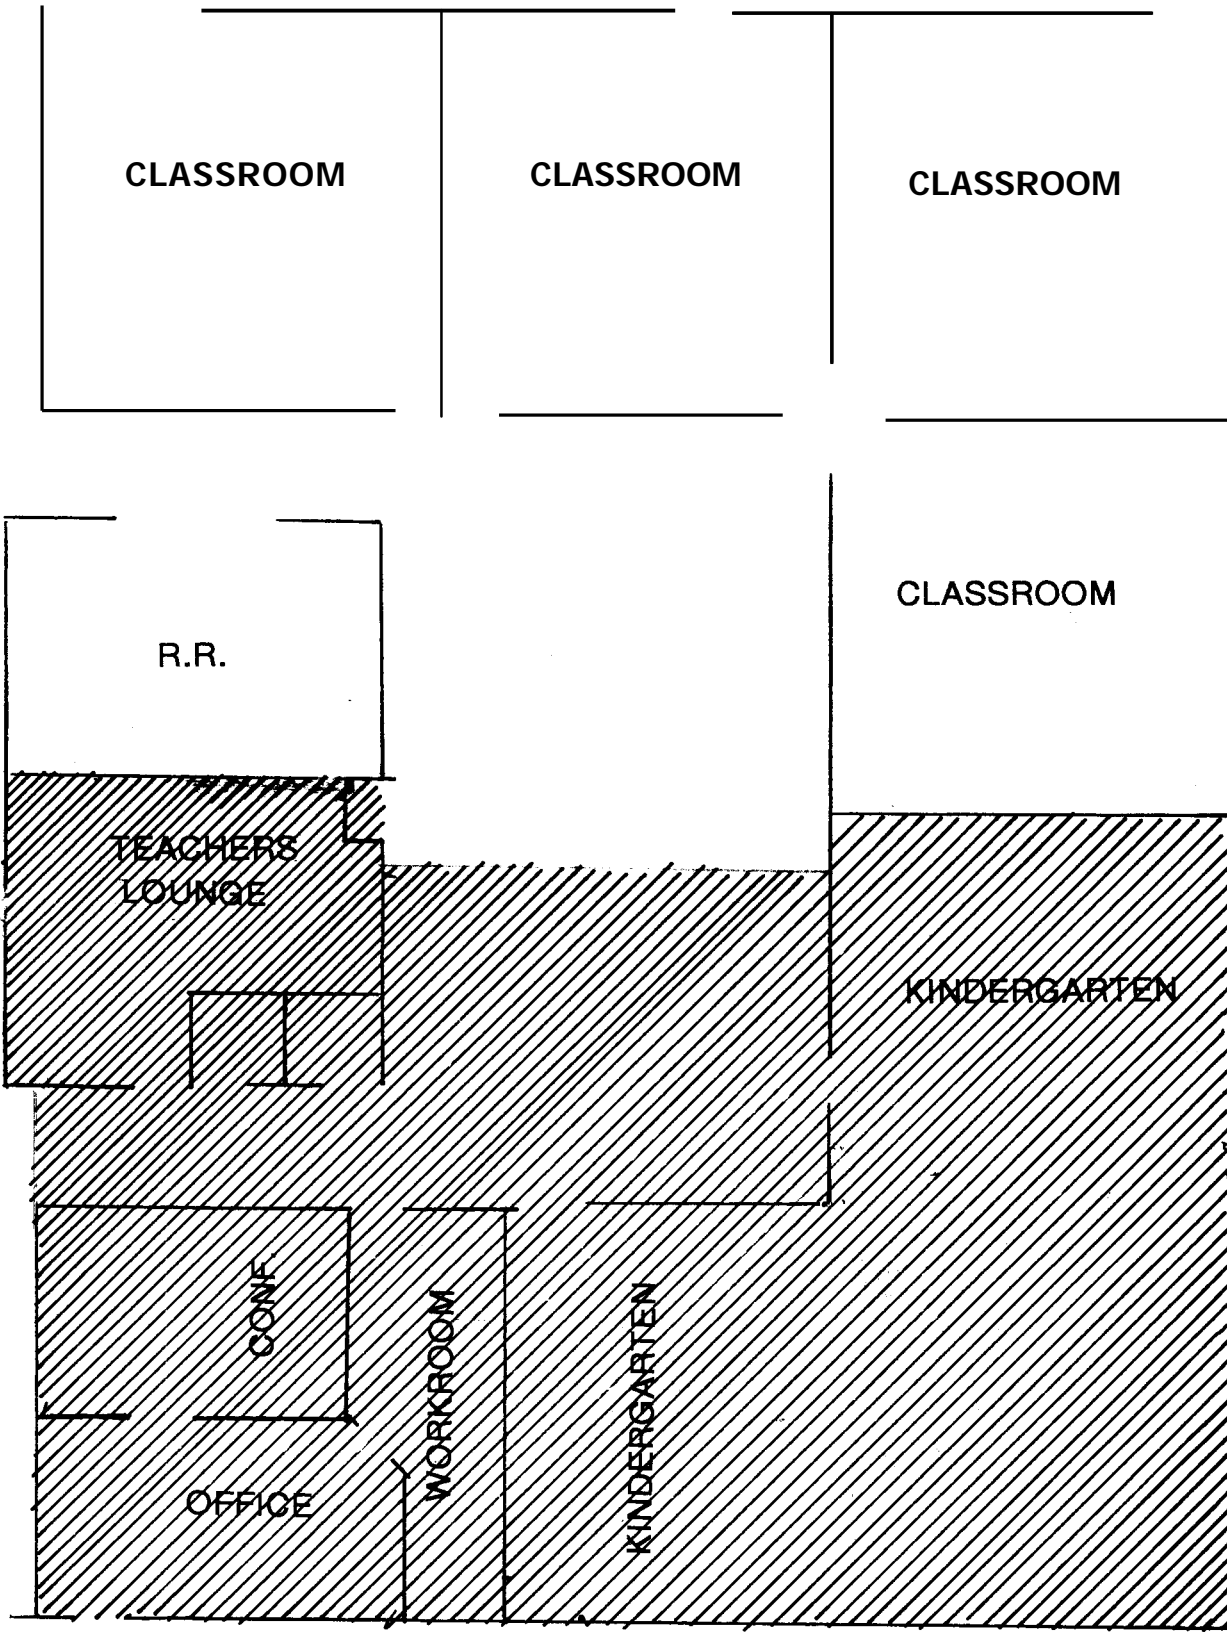 CLASSROOM
CLASSROOM
CLASSROOM
CLASSROOM
R.R.
TEACHERS
LOUNGE
KINDERGARTEN
CONF.
WORKROOM
KINDERGARTEN
OFFICE